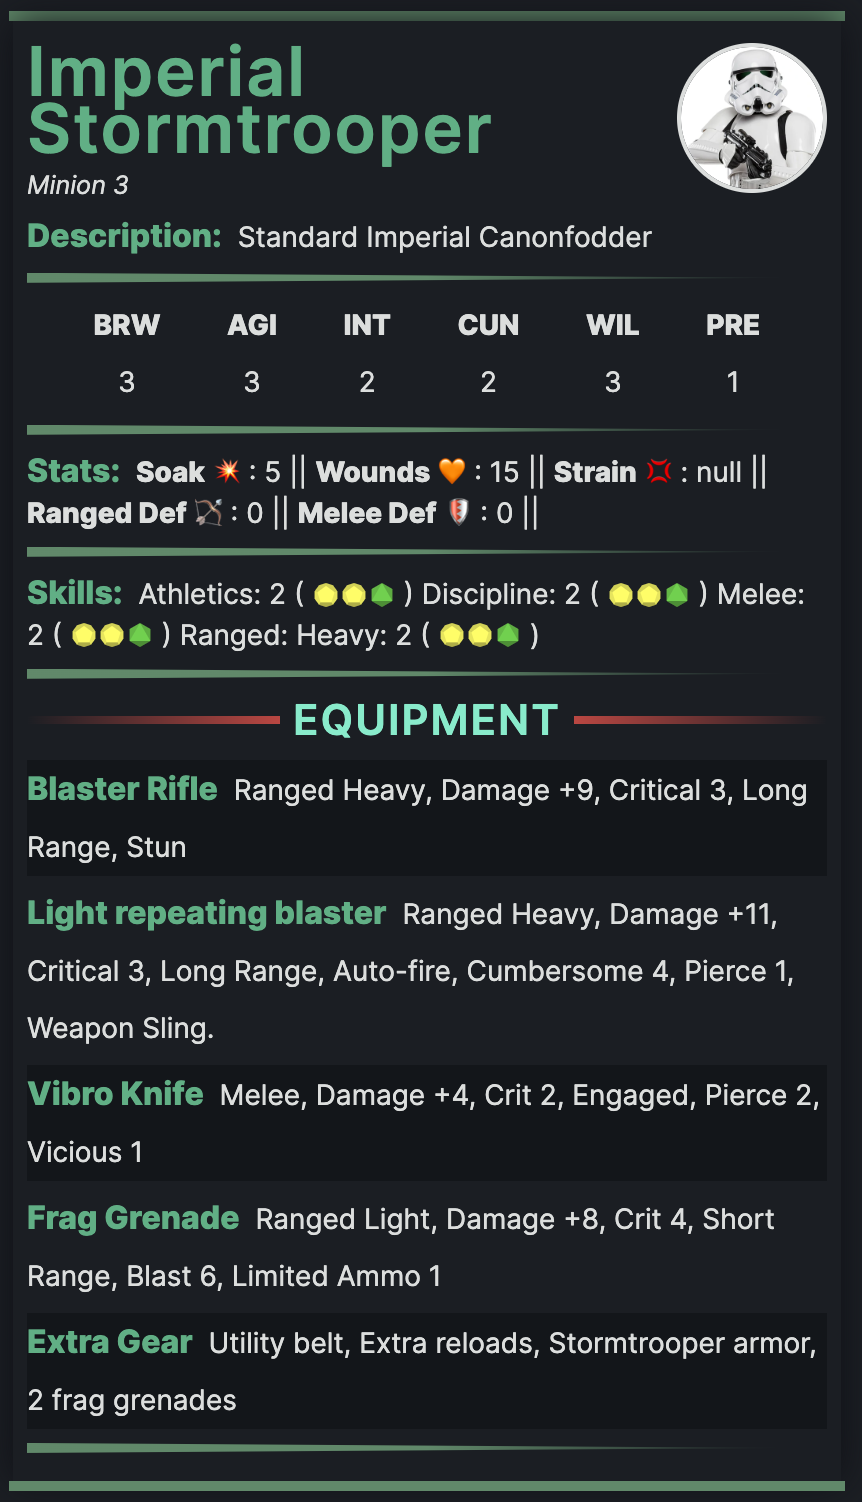 Imperial
Stormtrooper
Minion 3
Description: Standard Imperial Canonfodder
BRW AGI INT CUN WIL PRE
3 3 2 2 3 1
Stats: Soak 💥 : 5 || Wounds 🧡 : 15 || Strain 💢 : null ||
Ranged Def 🏹 : 0 || Melee Def 🛡 : 0 ||
Skills: Athletics: 2 ( ) Discipline: 2 ( ) Melee:
2 ( ) Ranged: Heavy: 2 ( )
EQUIPMENT
Blaster Rifle Ranged Heavy, Damage +9, Critical 3, Long
Range, Stun
Light repeating blaster Ranged Heavy, Damage +11,
Critical 3, Long Range, Auto-fire, Cumbersome 4, Pierce 1,
Weapon Sling.
Vibro Knife Melee, Damage +4, Crit 2, Engaged, Pierce 2,
Vicious 1
Frag Grenade Ranged Light, Damage +8, Crit 4, Short
Range, Blast 6, Limited Ammo 1
Extra Gear Utility belt, Extra reloads, Stormtrooper armor,
2 frag grenades